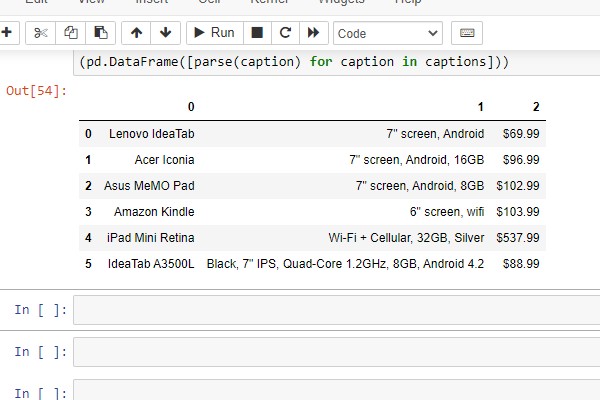 Edit View Insert Cell Kernel Widgets Help
Run Code
(pd.DataFrame([parse(caption) for caption in captions]))
Out[54]:
0 1 2
0 Lenovo IdeaTab 7" screen, Android $69.99
1 Acer Iconia 7" screen, Android, 16GB $96.99
2 Asus MeMO Pad 7" screen, Android, 8GB $102.99
3 Amazon Kindle 6" screen, wifi $103.99
4 iPad Mini Retina Wi-Fi + Cellular, 32GB, Silver $537.99
5 IdeaTab A3500L Black, 7" IPS, Quad-Core 1.2GHz, 8GB, Android 4.2 $88.99
In [ ]:
In [ ]:
In [ ]: